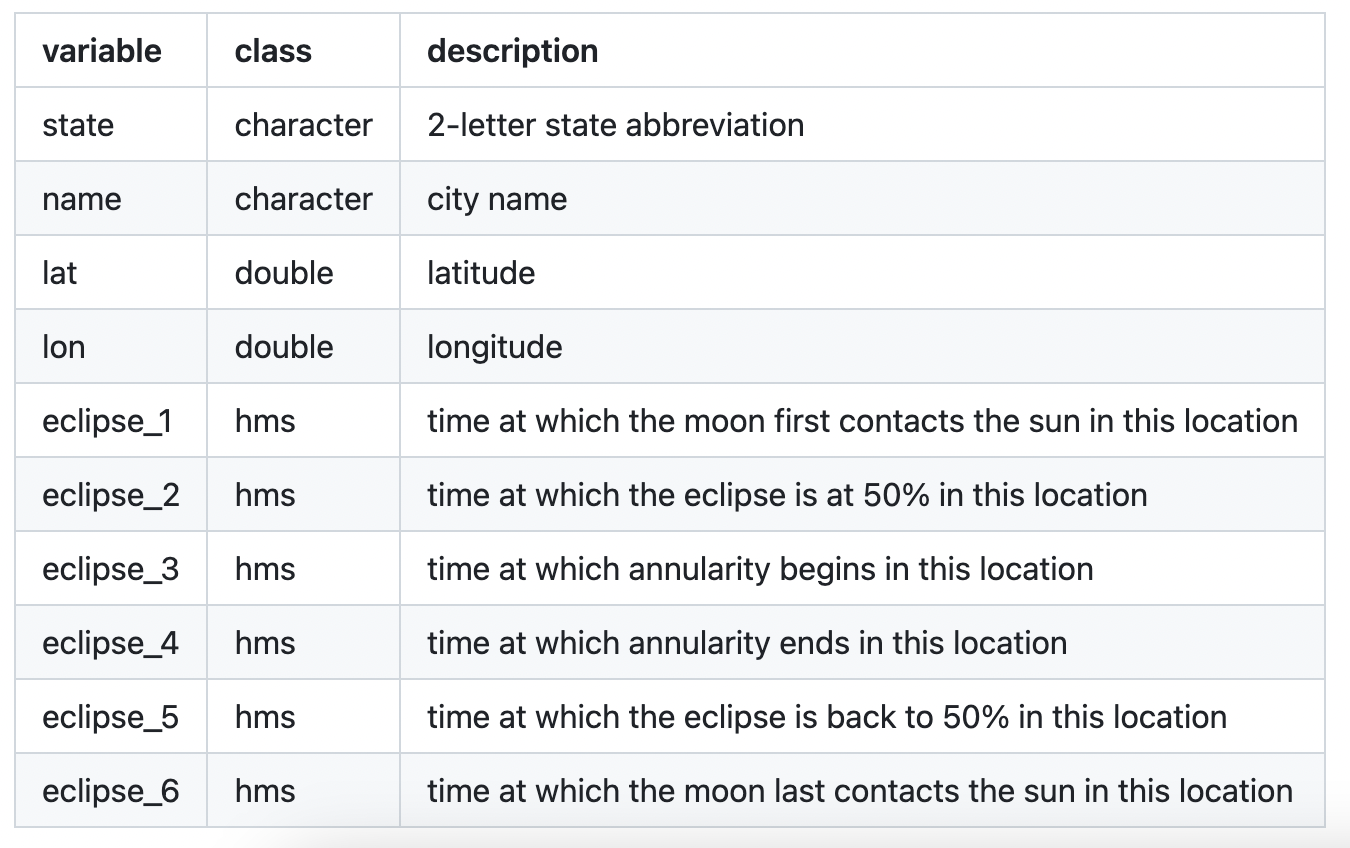 variable class description
state character 2-letter state abbreviation
name character city name
lat double latitude
lon double longitude
eclipse_1 hms time at which the moon first contacts the sun in this location
eclipse_2 hms time at which the eclipse is at 50% in this location
eclipse_3 hms time at which annularity begins in this location
eclipse_4 hms time at which annularity ends in this location
eclipse_5 hms time at which the eclipse is back to 50% in this location
eclipse_6 hms time at which the moon last contacts the sun in this location